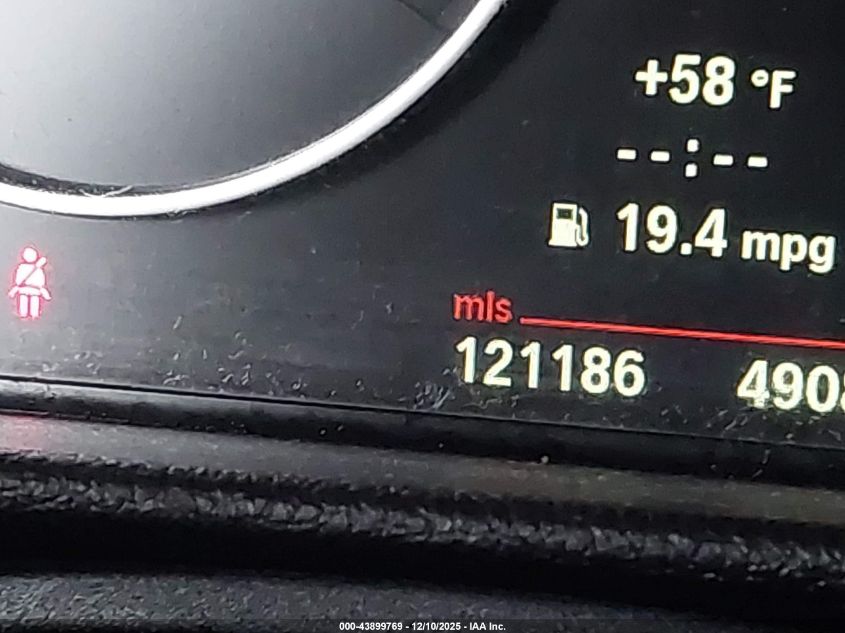 +58 °F
--:--
19.4 mpg
mls
121186
000-43899769 - 12/10/2025 - IAA Inc.